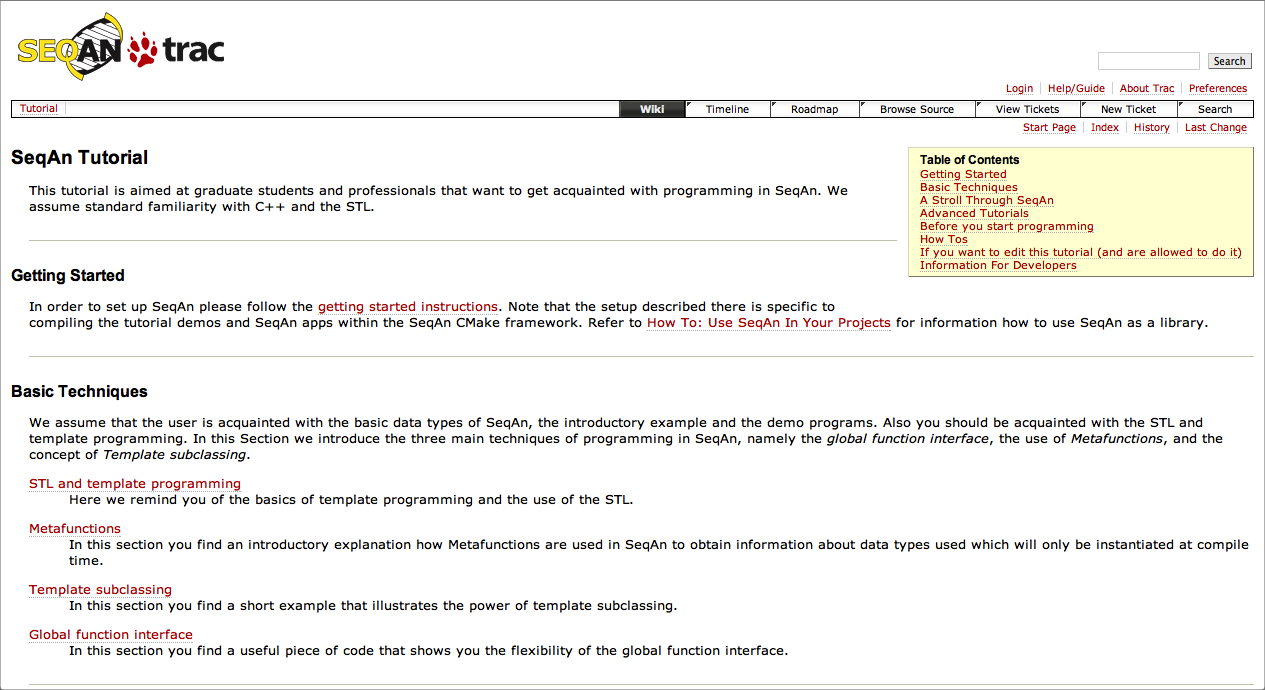 SEQAN trac
Search
Login Help/Guide About Trac Preferences
Tutorial
Wiki Timeline Roadmap Browse Source View Tickets New Ticket Search
Start Page Index History Last Change
SeqAn Tutorial
This tutorial is aimed at graduate students and professionals that want to get acquainted with programming in SeqAn. We
assume standard familiarity with C++ and the STL.
Table of Contents
Getting Started
Basic Techniques
A Stroll Through SeqAn
Advanced Tutorials
Before you start programming
How Tos
If you want to edit this tutorial (and are allowed to do it)
Information For Developers
Getting Started
In order to set up SeqAn please follow the getting started instructions. Note that the setup described there is specific to
compiling the tutorial demos and SeqAn apps within the SeqAn CMake framework. Refer to How To: Use SeqAn In Your Projects for information how to use SeqAn as a library.
Basic Techniques
We assume that the user is acquainted with the basic data types of SeqAn, the introductory example and the demo programs. Also you should be acquainted with the STL and
template programming. In this Section we introduce the three main techniques of programming in SeqAn, namely the global function interface, the use of Metafunctions, and the
concept of Template subclassing.
STL and template programming
Here we remind you of the basics of template programming and the use of the STL.
Metafunctions
In this section you find an introductory explanation how Metafunctions are used in SeqAn to obtain information about data types used which will only be instantiated at compile
time.
Template subclassing
In this section you find a short example that illustrates the power of template subclassing.
Global function interface
In this section you find a useful piece of code that shows you the flexibility of the global function interface.